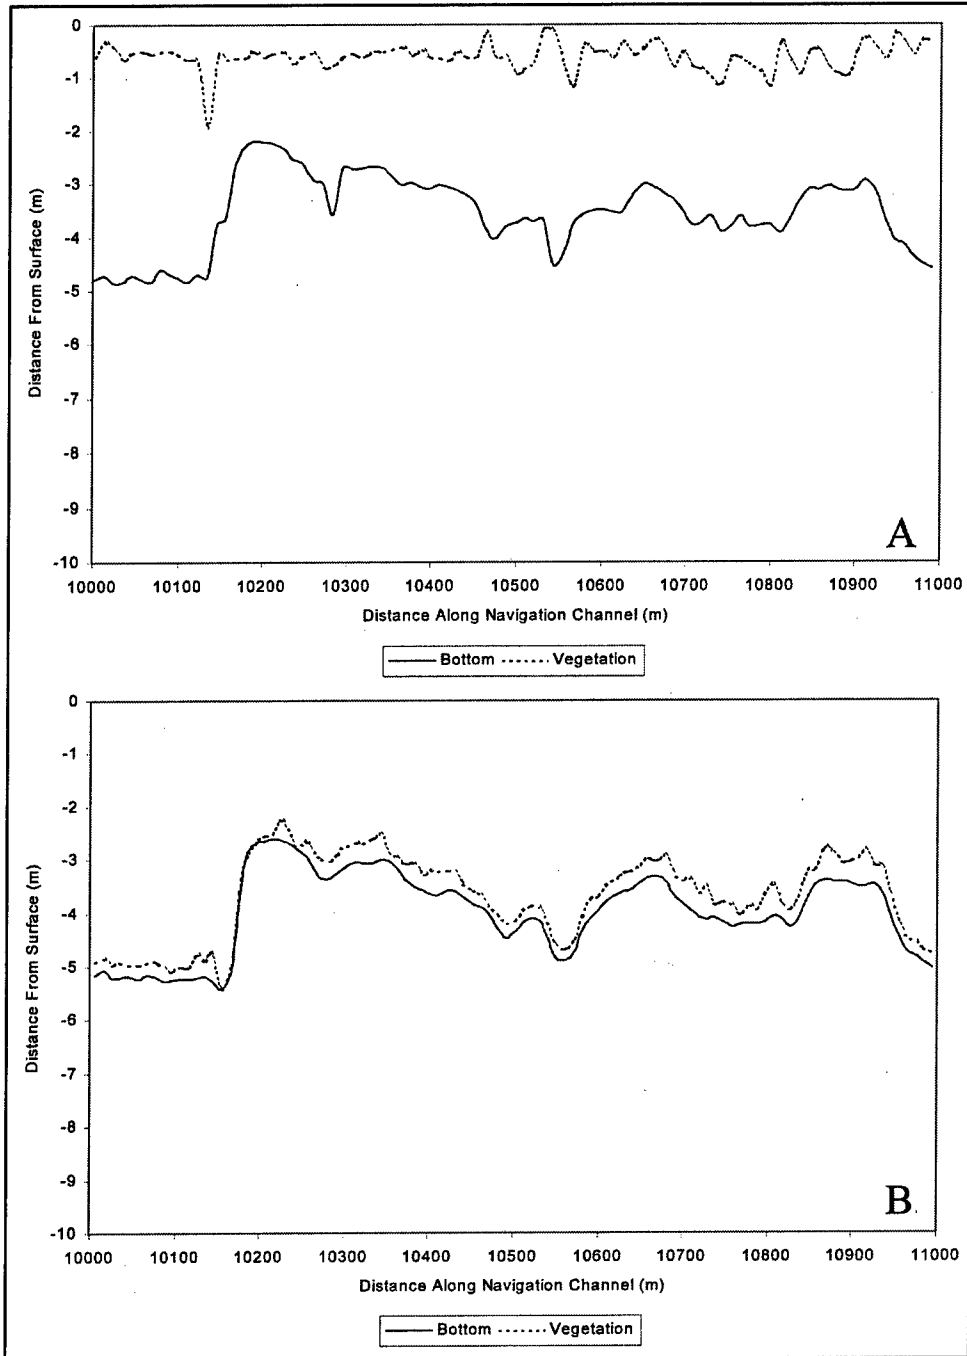 0
-1
-2
-3
-4
-5
-6
-7
-8
-9
-10
Distance From Surface (m)
A
10000 10100 10200 10300 10400 10500 10600 10700 10800 10900 11000
Distance Along Navigation Channel (m)
Bottom Vegetation
0
-1
-2
-3
-4
-5
-6
-7
-8
-9
-10
Distance From Surface (m)
B
10000 10100 10200 10300 10400 10500 10600 10700 10800 10900 11000
Distance Along Navigation Channel (m)
Bottom Vegetation